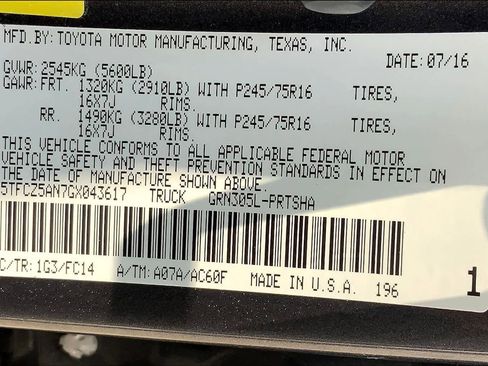 MFD.BY: TOYOTA MOTOR MANUFACTURING, TEXAS, INC. DATE: 07/16
GVWR: 2545KG (5600LB)
GAWR: FRT. 1320KG (2910LB) WITH P245/75R16 TIRES,
16X7J RIMS.
RR. 1490KG (3280LB) WITH P245/75R16 TIRES,
16X7J RIMS.
THIS VEHICLE CONFORMS TO ALL APPLICABLE FEDERAL MOTOR
VEHICLE SAFETY AND THEFT PREVENTION STANDARDS IN EFFECT ON
THE DATE OF MANUFACTURE SHOWN ABOVE.
5TFCZ5AN7GX043617 TRUCK GRN305L-PRTSHA
C/TR: 1G3/FC14 A/TM: A07A/AC60F MADE IN U.S.A. 196 1